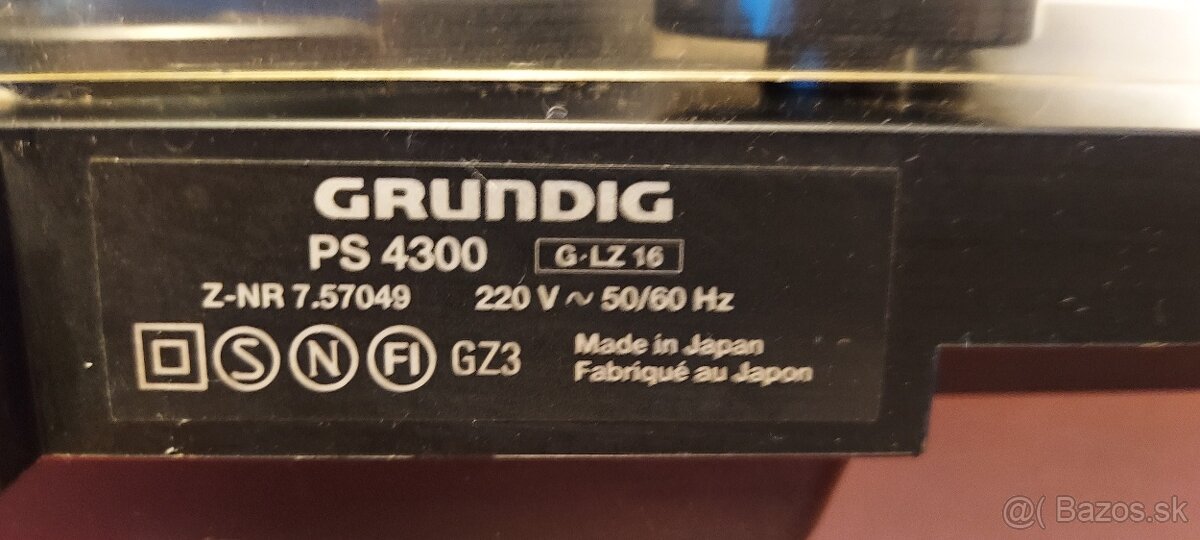 GRUNDIG
PS 4300 G-LZ 16
Z-NR 7.57049 220 V ~ 50/60 Hz
S N FI GZ3 Made in Japan
Fabriqué au Japon
@( Bazos.sk